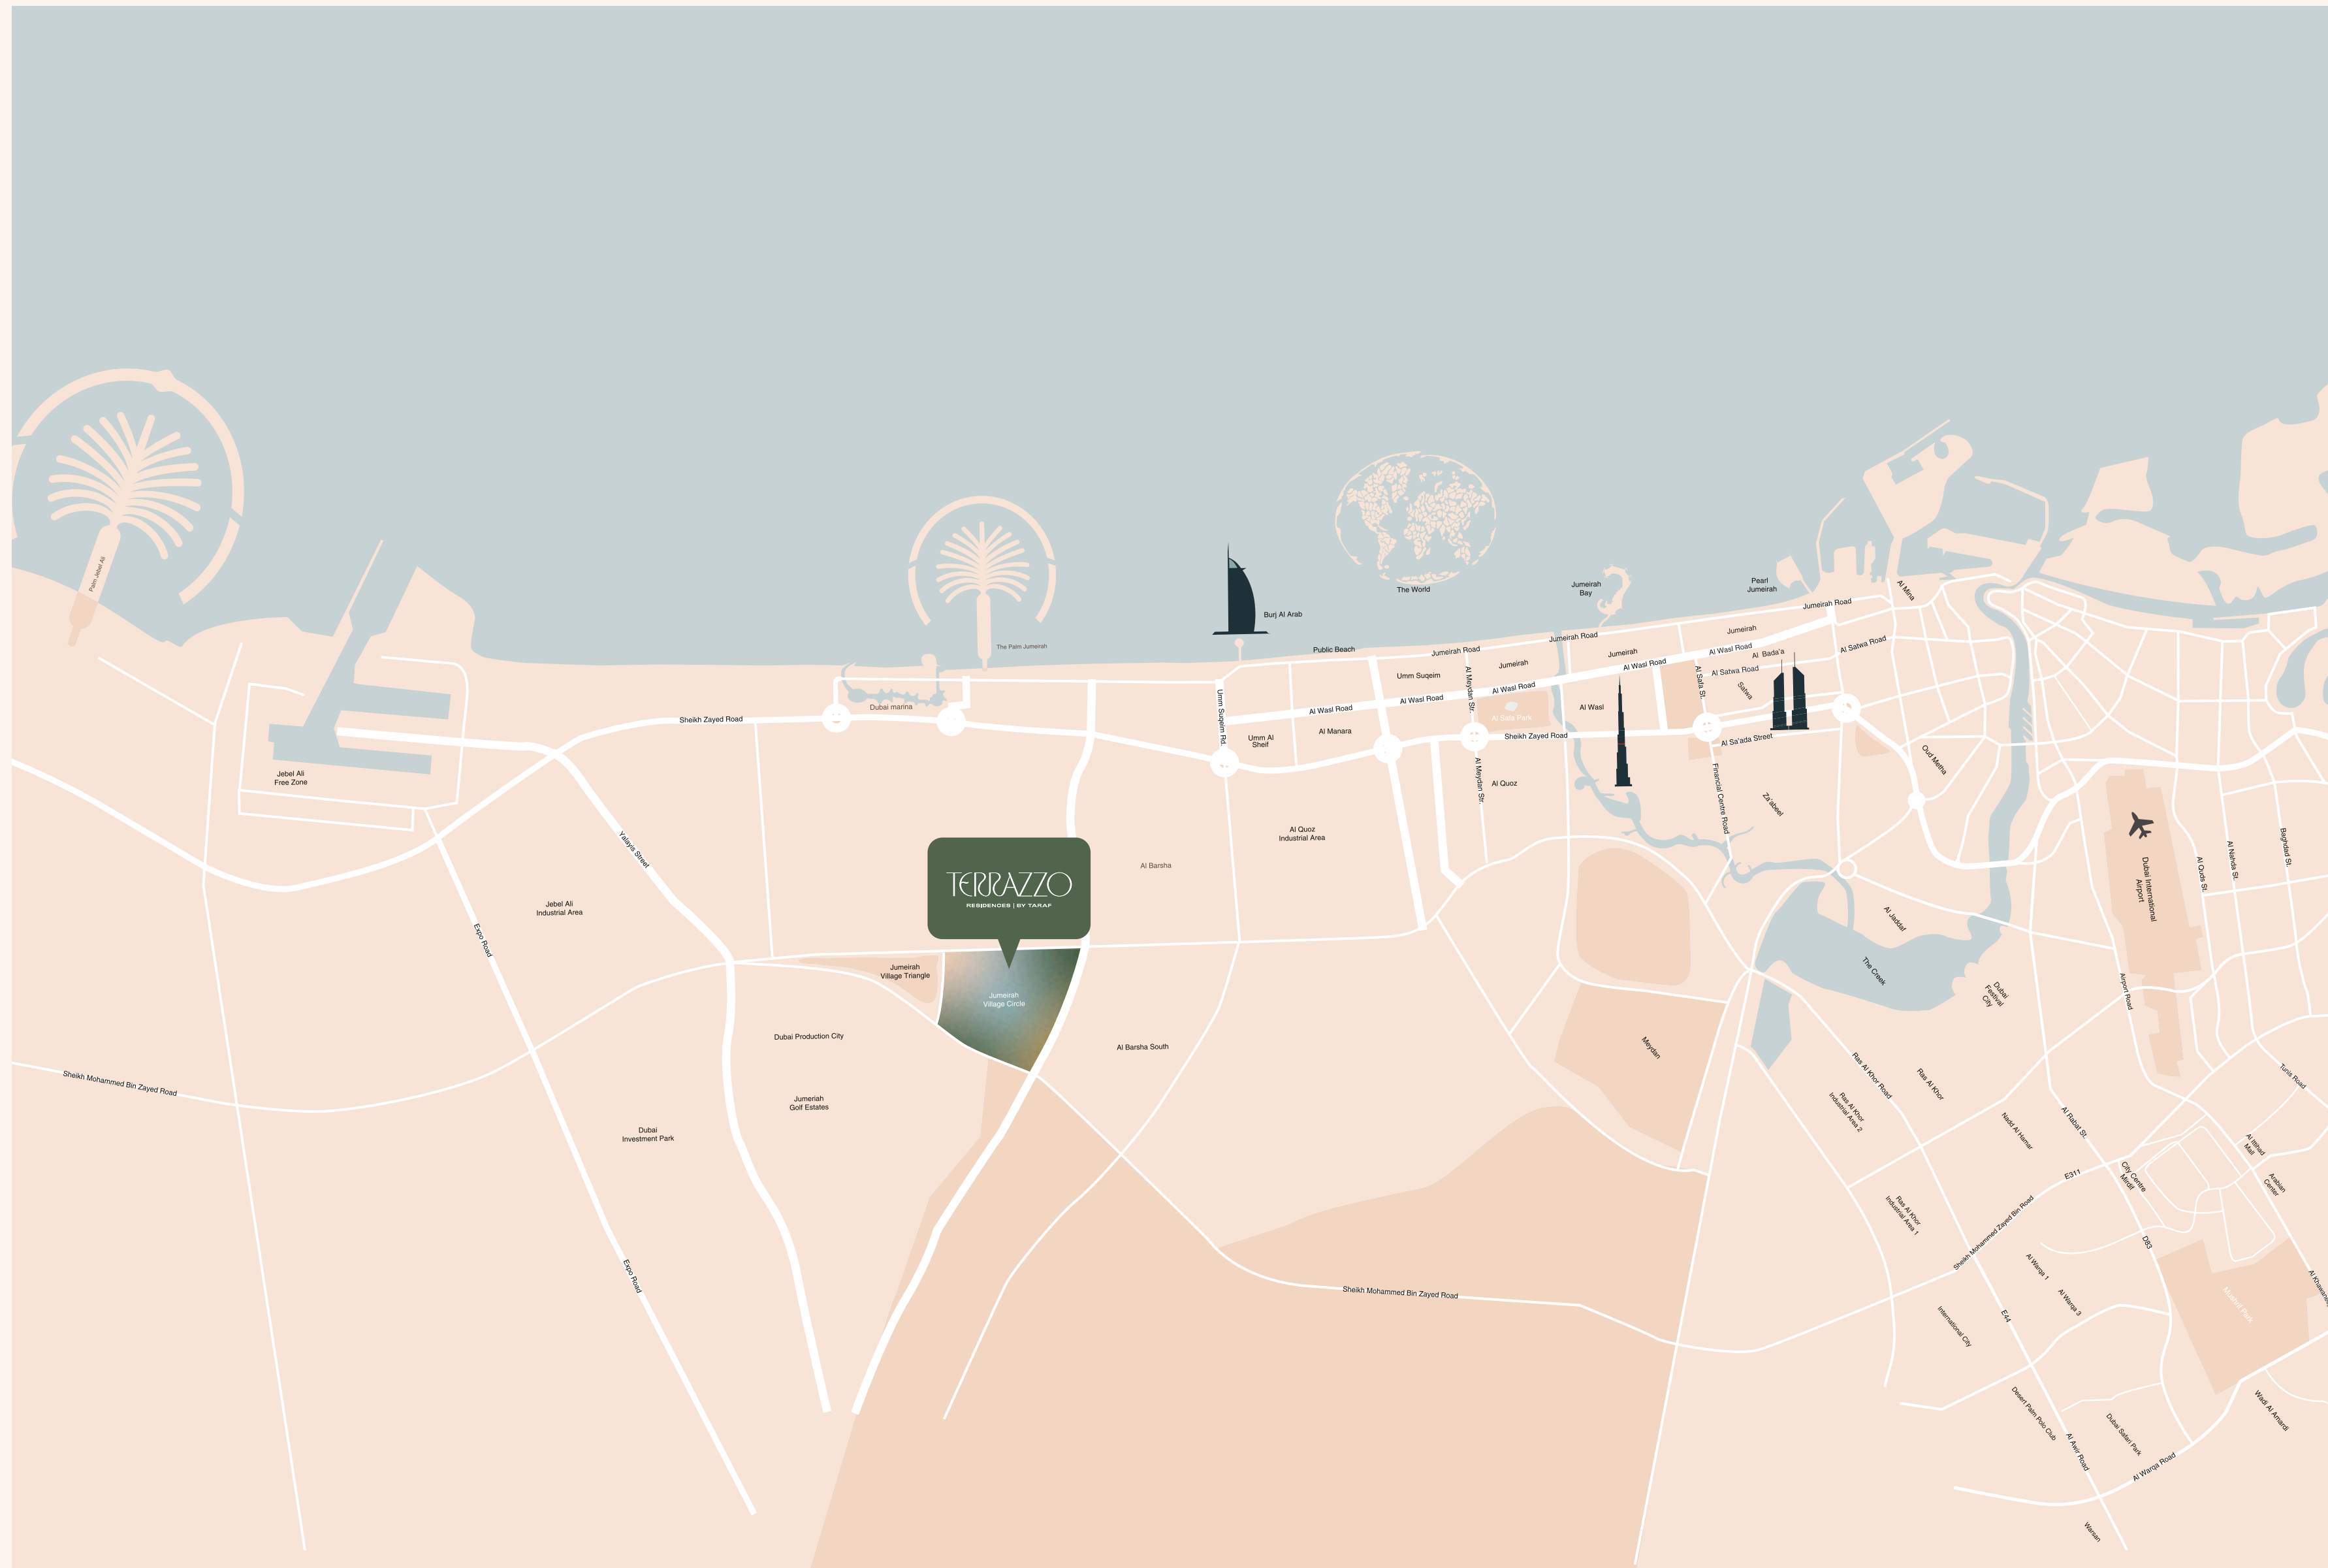 Palm Jebel Ali
The Palm Jumeirah
Burj Al Arab
The World
Jumeirah
Bay
Pearl
Jumeirah
Al Mina
Jumeirah Road
Jumeirah Road
Jumeirah Road
Public Beach
Jumeirah
Jumeirah
Jumeirah
Al Wasl Road
Al Wasl Road
Al Wasl Road
Al Wasl Road
Al Wasl Road
Al Bada'a
Al Satwa Road
Al Satwa Road
Satwa
Al Safa St.
Umm Suqeim
Al Meydan Str.
Al Meydan Str.
Umm Suqeim Rd.
Al Safa Park
Al Wasl
Dubai marina
Sheikh Zayed Road
Sheikh Zayed Road
Umm Al
Sheif
Al Manara
Al Sa'ada Street
Oud Metha
Jebel Ali
Free Zone
Al Quoz
Financial Centre Road
Za'abeel
Al Quoz
Industrial Area
Yalayis Street
Al Barsha
TERRAZZO
RESIDENCES | BY TARAF
Dubai International
Airport
Al Quds St.
Al Nahda St.
Baghdad St.
Jebel Ali
Industrial Area
Expo Road
Al Jaddaf
The Creek
Dubai
Festival
City
Airport Road
Jumeirah
Village Triangle
Jumeirah
Village Circle
Dubai Production City
Al Barsha South
Meydan
Ras Al Khor Road
Ras Al Khor
Ras Al Khor
Industrial Area 2
Tunis Road
Sheikh Mohammed Bin Zayed Road
Jumeriah
Golf Estates
Dubai
Investment Park
Nadd Al Hamar
Al Rabat St.
Al Ittihad
Mall
Arabian
Center
City Centre
Mirdif
E311
Ras Al Khor
Industrial Area 1
Sheikh Mohammed Zayed Bin Road
D83
Expo Road
Sheikh Mohammed Bin Zayed Road
Al Warqa 1
Al Warqa 3
International City
E44
Mushrif Park
Desert Palm Polo Club
Dubai Safari Park
Wadi Al Amardi
Al Awir Road
Al Warqa Road
Warsan